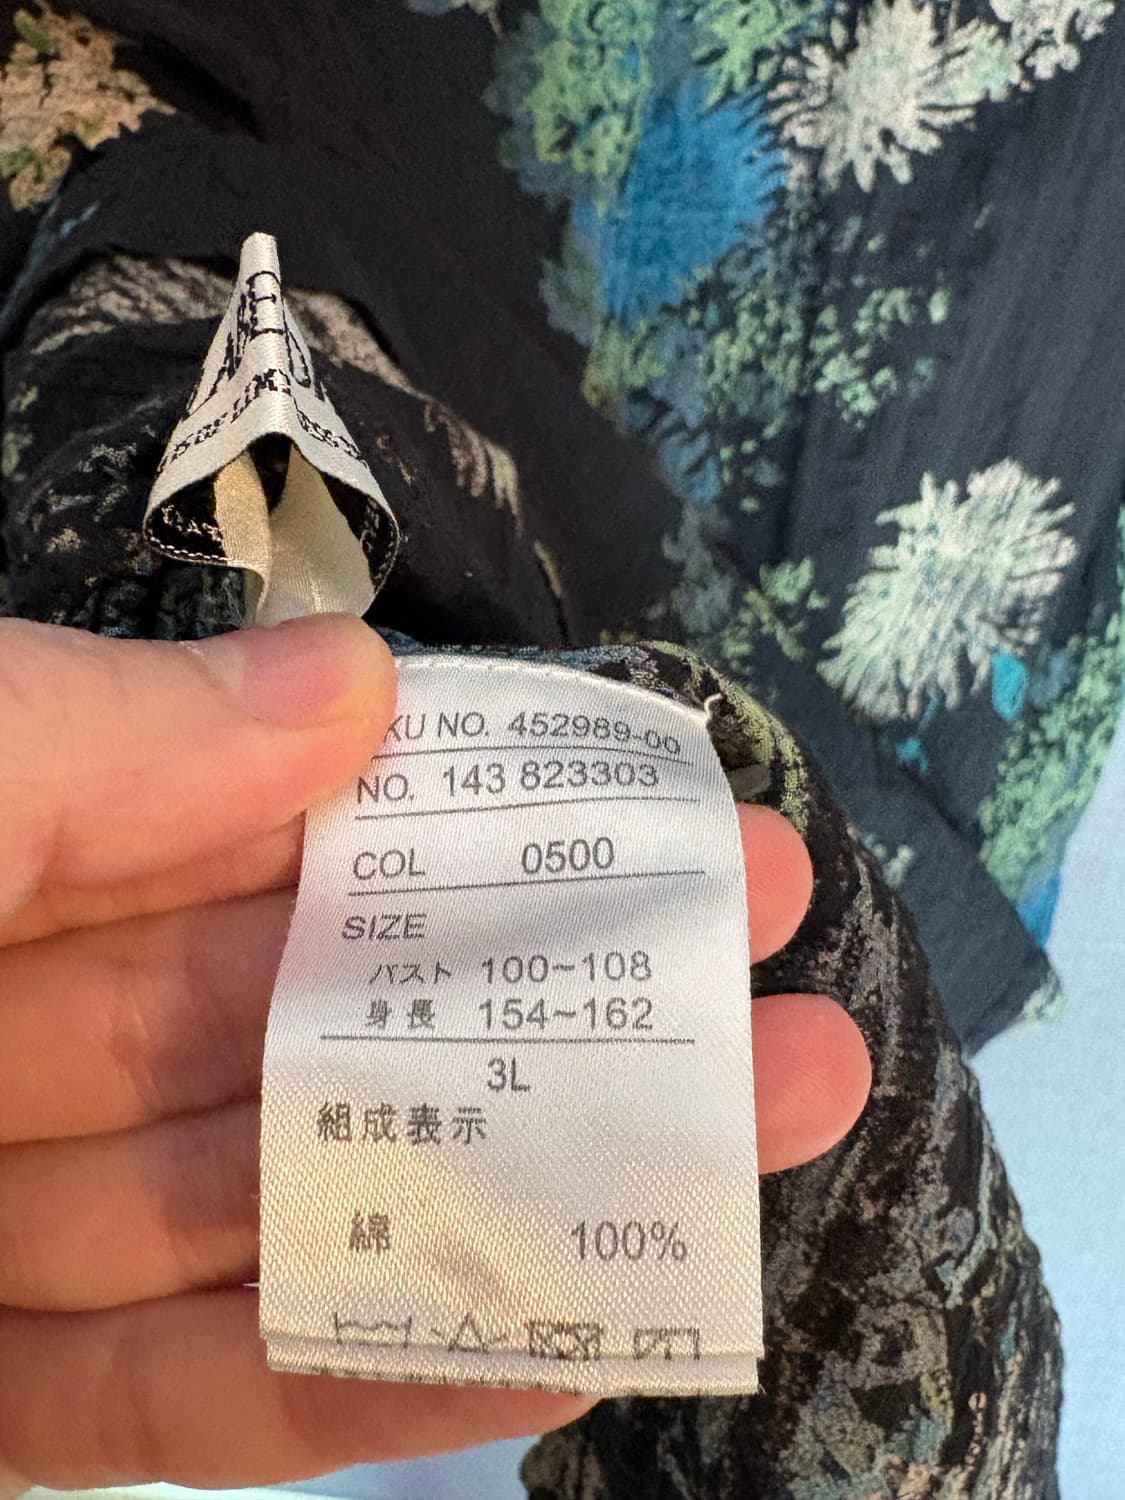 KU NO. 452989-00
NO. 143 823303
COL 0500
SIZE
バスト 100~108
身長 154~162
3L
組成表示
綿 100%